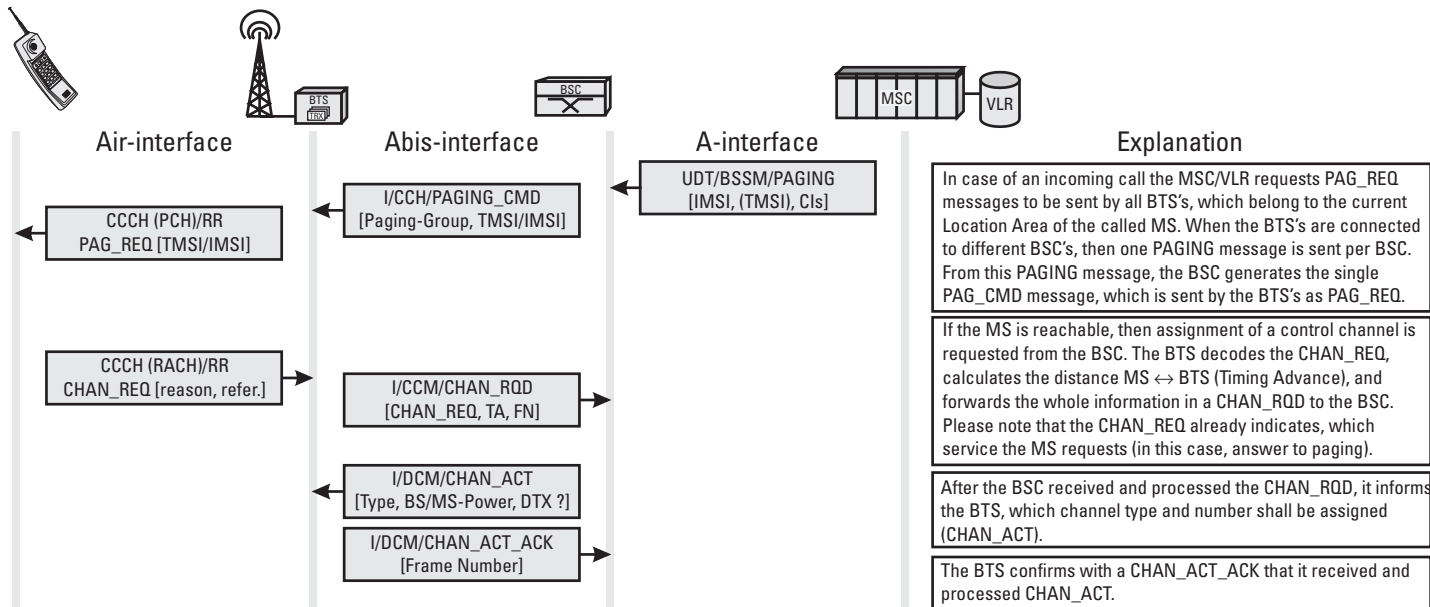 BTS
TRX
BSC
MSC
VLR
Air-interface
Abis-interface
A-interface
Explanation
UDT/BSSM/PAGING
[IMSI, (TMSI), CIs]
I/CCH/PAGING_CMD
[Paging-Group, TMSI/IMSI]
CCCH (PCH)/RR
PAG_REQ [TMSI/IMSI]
In case of an incoming call the MSC/VLR requests PAG_REQ
messages to be sent by all BTS's, which belong to the current
Location Area of the called MS. When the BTS's are connected
to different BSC's, then one PAGING message is sent per BSC.
From this PAGING message, the BSC generates the single
PAG_CMD message, which is sent by the BTS's as PAG_REQ.
CCCH (RACH)/RR
CHAN_REQ [reason, refer.]
I/CCM/CHAN_RQD
[CHAN_REQ, TA, FN]
If the MS is reachable, then assignment of a control channel is
requested from the BSC. The BTS decodes the CHAN_REQ,
calculates the distance MS ↔ BTS (Timing Advance), and
forwards the whole information in a CHAN_RQD to the BSC.
Please note that the CHAN_REQ already indicates, which
service the MS requests (in this case, answer to paging).
I/DCM/CHAN_ACT
[Type, BS/MS-Power, DTX ?]
After the BSC received and processed the CHAN_RQD, it informs
the BTS, which channel type and number shall be assigned
(CHAN_ACT).
I/DCM/CHAN_ACT_ACK
[Frame Number]
The BTS confirms with a CHAN_ACT_ACK that it received and
processed CHAN_ACT.